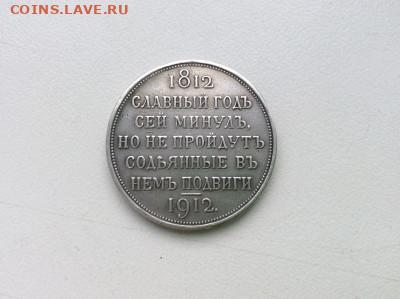 COINS.LAVE.RU
1812
СЛАВНЫЙ ГОДЪ
СЕЙ МИНУЛЪ,
НО НЕ ПРОЙДУТЪ
СОДѢЯННЫЕ ВЪ
НЕМЪ ПОДВИГИ
1912.